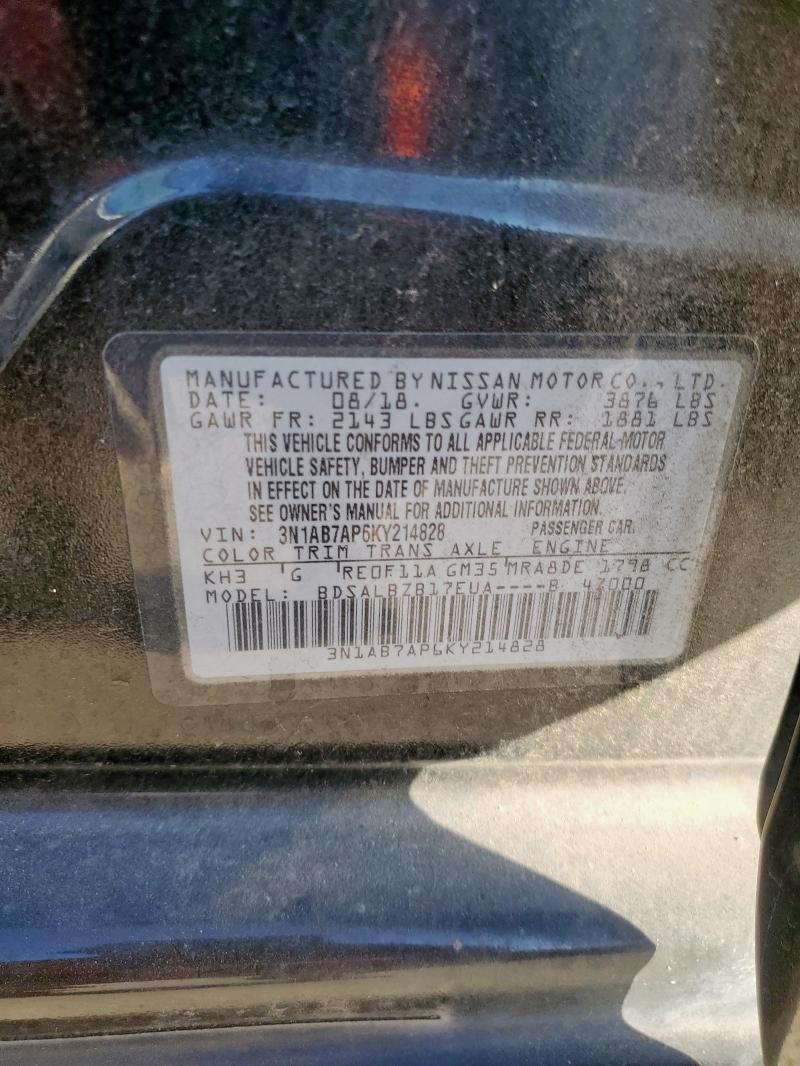 MANUFACTURED BY NISSAN MOTOR CO., LTD.
DATE: 08/18. GVWR: 3876 LBS
GAWR FR: 2143 LBS GAWR RR: 1881 LBS
THIS VEHICLE CONFORMS TO ALL APPLICABLE FEDERAL MOTOR
VEHICLE SAFETY, BUMPER AND THEFT PREVENTION STANDARDS
IN EFFECT ON THE DATE OF MANUFACTURE SHOWN ABOVE.
SEE OWNER'S MANUAL FOR ADDITIONAL INFORMATION.
VIN: 3N1AB7AP6KY214828 PASSENGER CAR.
COLOR TRIM TRANS AXLE ENGINE
KH3 G RE0F11A GM35 MRA8DE 1798 CC
MODEL: BDSALBZB17EUA----B 4Z000
3N1AB7AP6KY214828